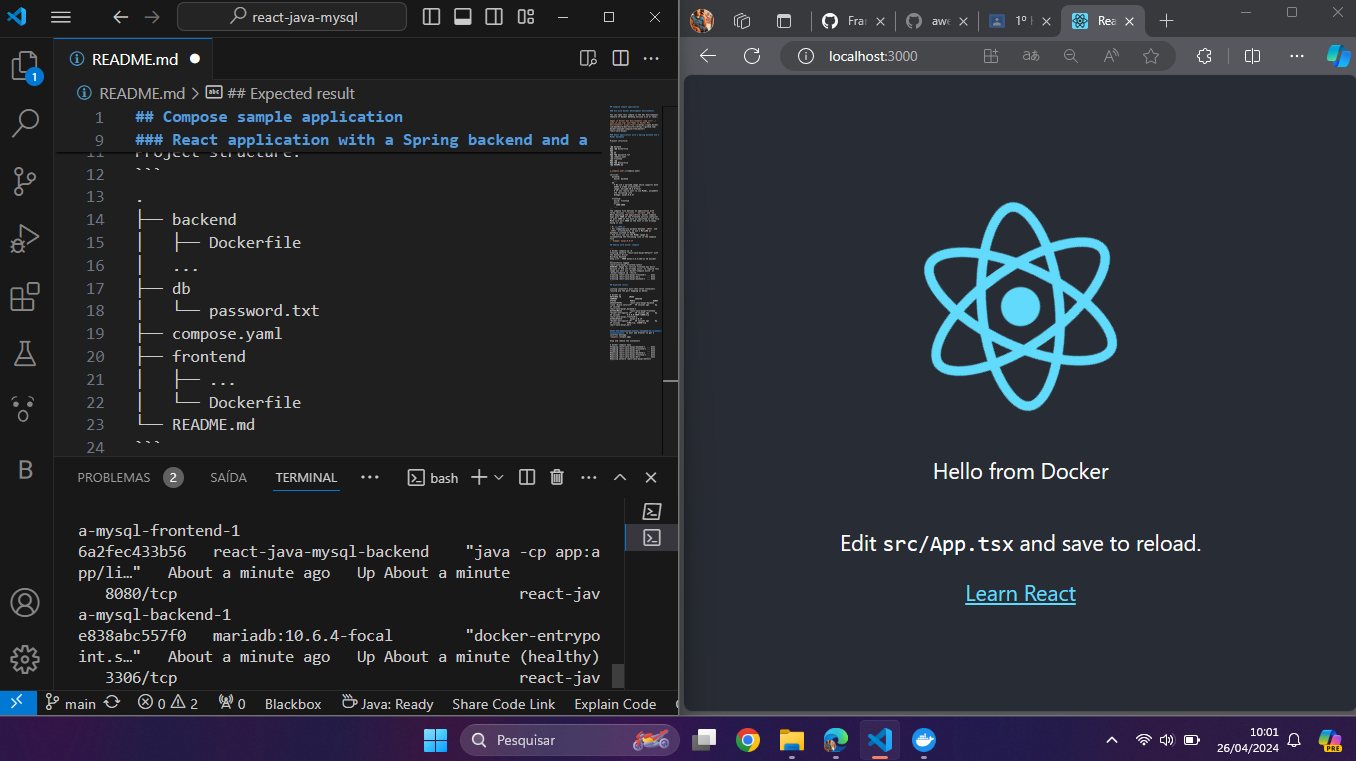 react-java-mysql
README.md
README.md > ## Expected result
1 ## Compose sample application
9 ### React application with a Spring backend and a
11 Project structure:
12 ```
13 .
14 ├── backend
15 │   ├── Dockerfile
16 │   ...
17 ├── db
18 │   └── password.txt
19 ├── compose.yaml
20 ├── frontend
21 │   ├── ...
22 │   └── Dockerfile
23 └── README.md
24 ```
PROBLEMAS 2 SAÍDA TERMINAL ... bash
a-mysql-frontend-1
6a2fec433b56 react-java-mysql-backend "java -cp app:a
pp/li…" About a minute ago Up About a minute
8080/tcp react-jav
a-mysql-backend-1
e838abc557f0 mariadb:10.6.4-focal "docker-entrypo
int.s…" About a minute ago Up About a minute (healthy)
3306/tcp react-jav
1
B
main 0 2 0 Blackbox Java: Ready Share Code Link Explain Code
Fra awe 1º Rea
localhost:3000
Hello from Docker
Edit src/App.tsx and save to reload.
Learn React
Pesquisar
10:01
26/04/2024
PRE